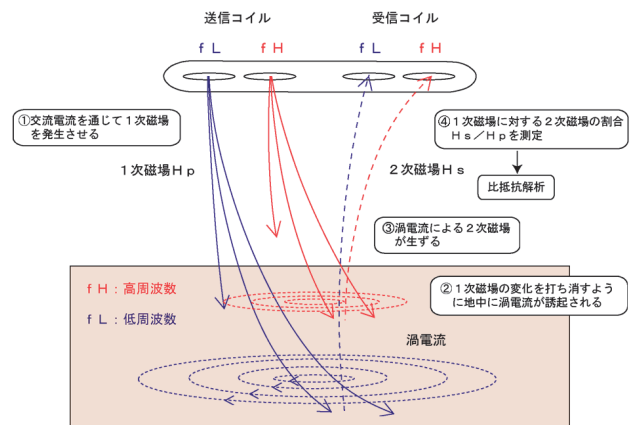 送信コイル
受信コイル
ｆＬ
ｆＨ
ｆＬ
ｆＨ
①交流電流を通じて１次磁場
を発生させる
④１次磁場に対する２次磁場の割合
Ｈｓ／Ｈｐを測定
１次磁場Ｈｐ
２次磁場Ｈｓ
比抵抗解析
③渦電流による２次磁場
が生ずる
②１次磁場の変化を打ち消すよう
に地中に渦電流が誘起される
ｆＨ：高周波数
ｆＬ：低周波数
渦電流